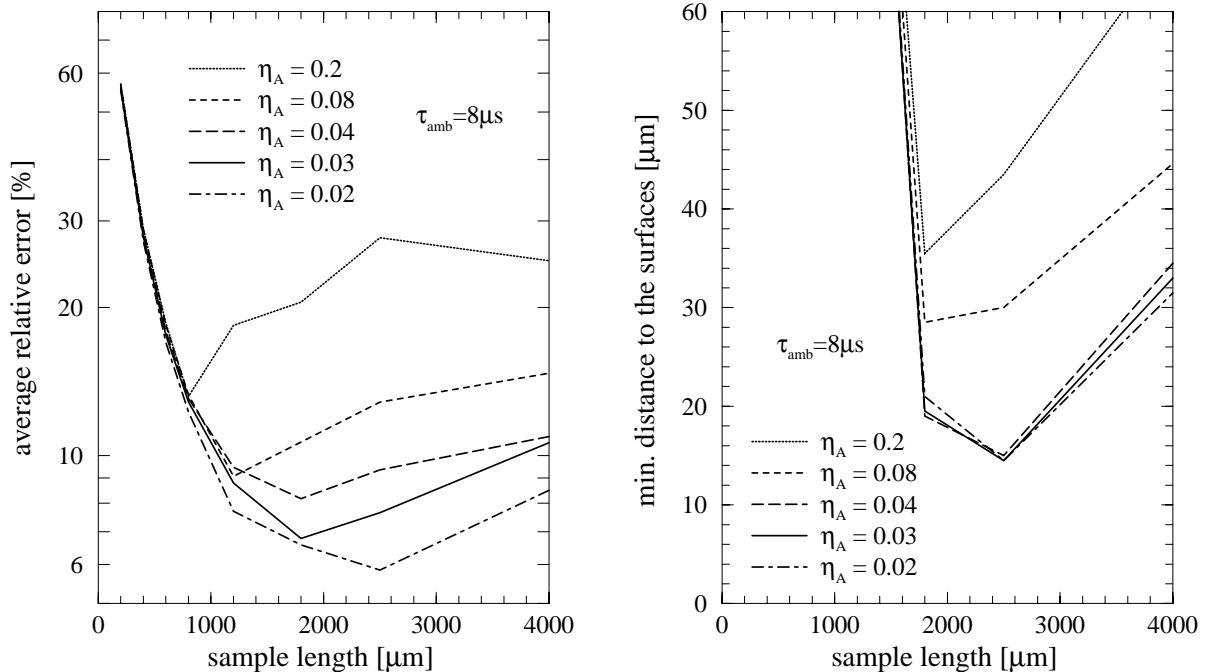 average relative error [%]
60
30
20
10
6
η_A = 0.2
η_A = 0.08
η_A = 0.04
η_A = 0.03
η_A = 0.02
τ_amb=8μs
0 1000 2000 3000 4000
sample length [μm]
min. distance to the surfaces [μm]
60
50
40
30
20
10
0
τ_amb=8μs
η_A = 0.2
η_A = 0.08
η_A = 0.04
η_A = 0.03
η_A = 0.02
0 1000 2000 3000 4000
sample length [μm]